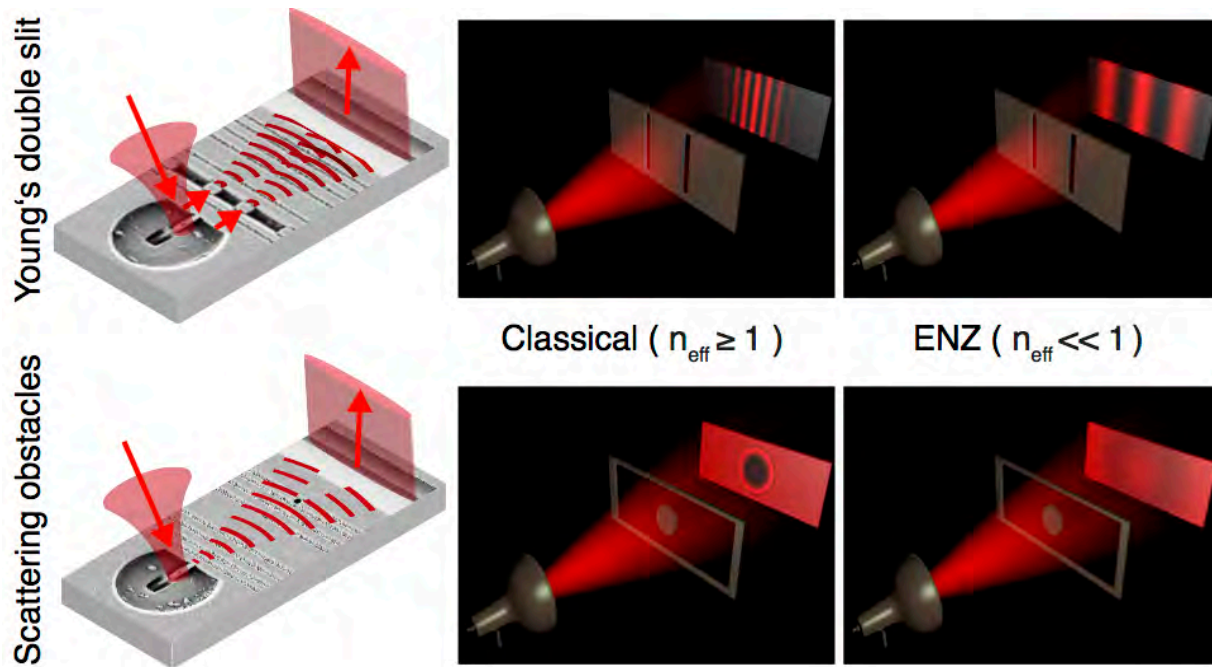 Young‘s double slit
Classical ( n_eff ≥ 1 )
ENZ ( n_eff << 1 )
Scattering obstacles